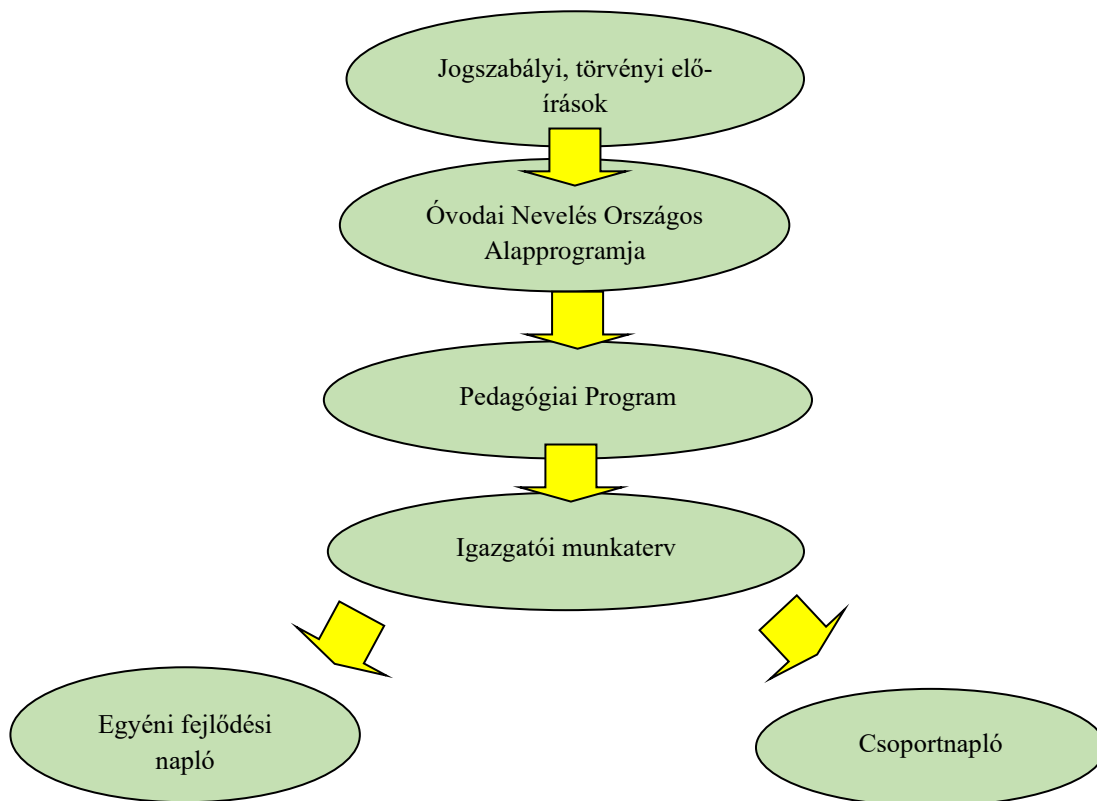 Jogszabályi, törvényi elő-
írások
Óvodai Nevelés Országos
Alapprogramja
Pedagógiai Program
Igazgatói munkaterv
Egyéni fejlődési
napló
Csoportnapló